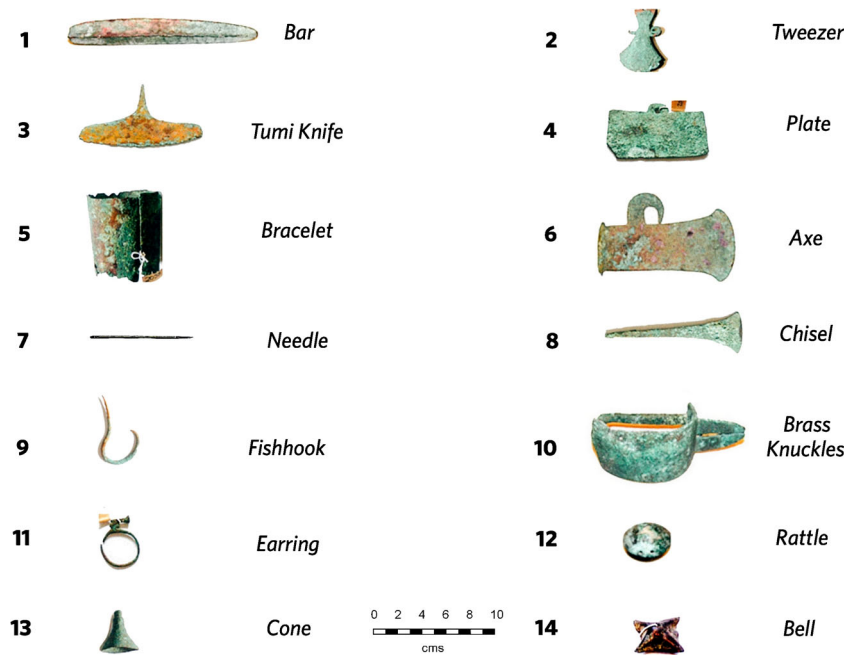 1 Bar
2 Tweezer
3 Tumi Knife
4 Plate
5 Bracelet
6 Axe
7 Needle
8 Chisel
9 Fishhook
10 Brass
Knuckles
11 Earring
12 Rattle
13 Cone
0 2 4 6 8 10
cms
14 Bell